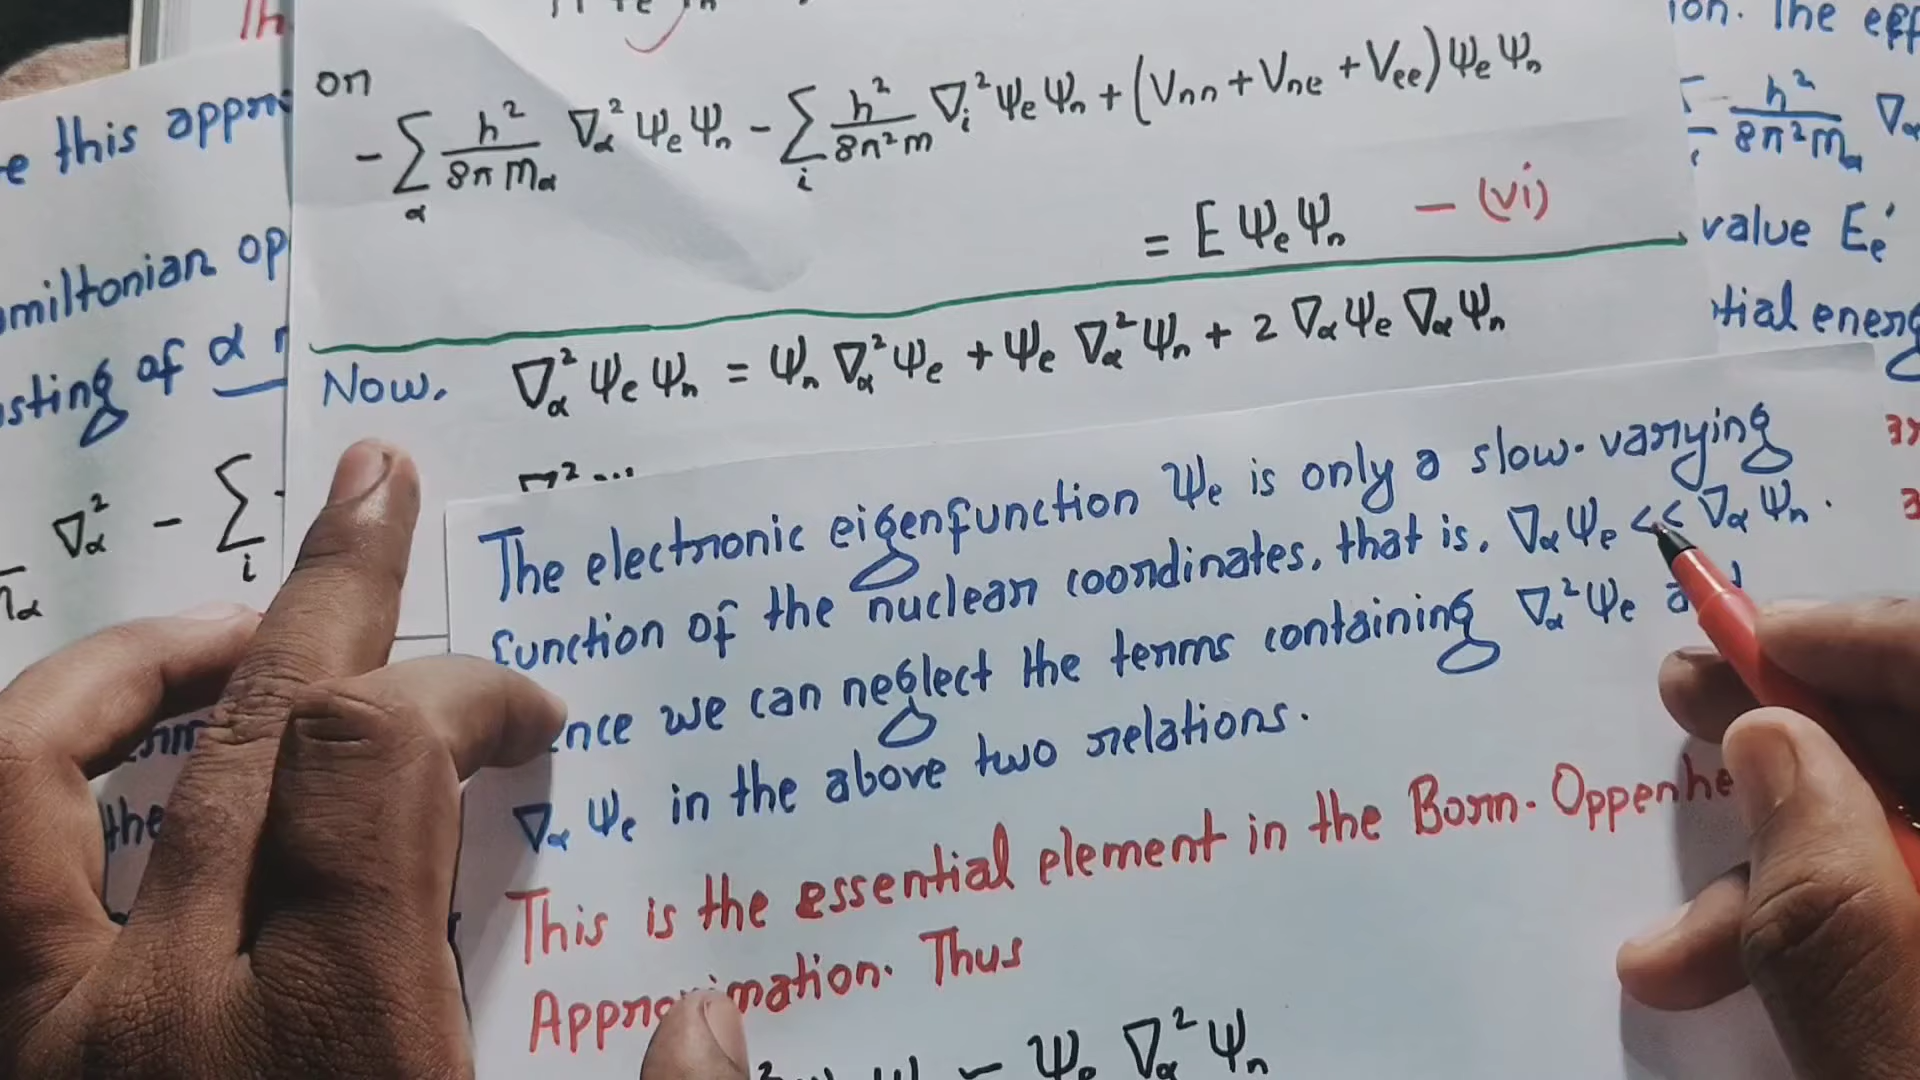 on
- ∑α h²/8πmα ∇α² Ψe Ψn - ∑i h²/8π²m ∇i² Ψe Ψn + (Vnn + Vne + Vee) Ψe Ψn
= E Ψe Ψn - (vi)
Now, ∇α² Ψe Ψn = Ψn ∇α² Ψe + Ψe ∇α² Ψn + 2 ∇α Ψe ∇α Ψn
The electronic eigenfunction Ψe is only a slow-varying
function of the nuclear coordinates, that is, ∇α Ψe << ∇α Ψn.
we can neglect the terms containing ∇α² Ψe
∇α Ψe in the above two relations.
This is the essential element in the Born-Oppenhe
Approximation. Thus
Ψe ∇α² Ψn
e this
miltonian op
sting of α
∇α² - ∑i
the
ion. The eff
h²/8π²mα ∇α
value Ee'
tial energ